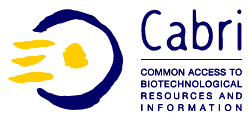 Cabri
COMMON ACCESS TO
BIOTECHNOLOGICAL
RESOURCES AND
INFORMATION